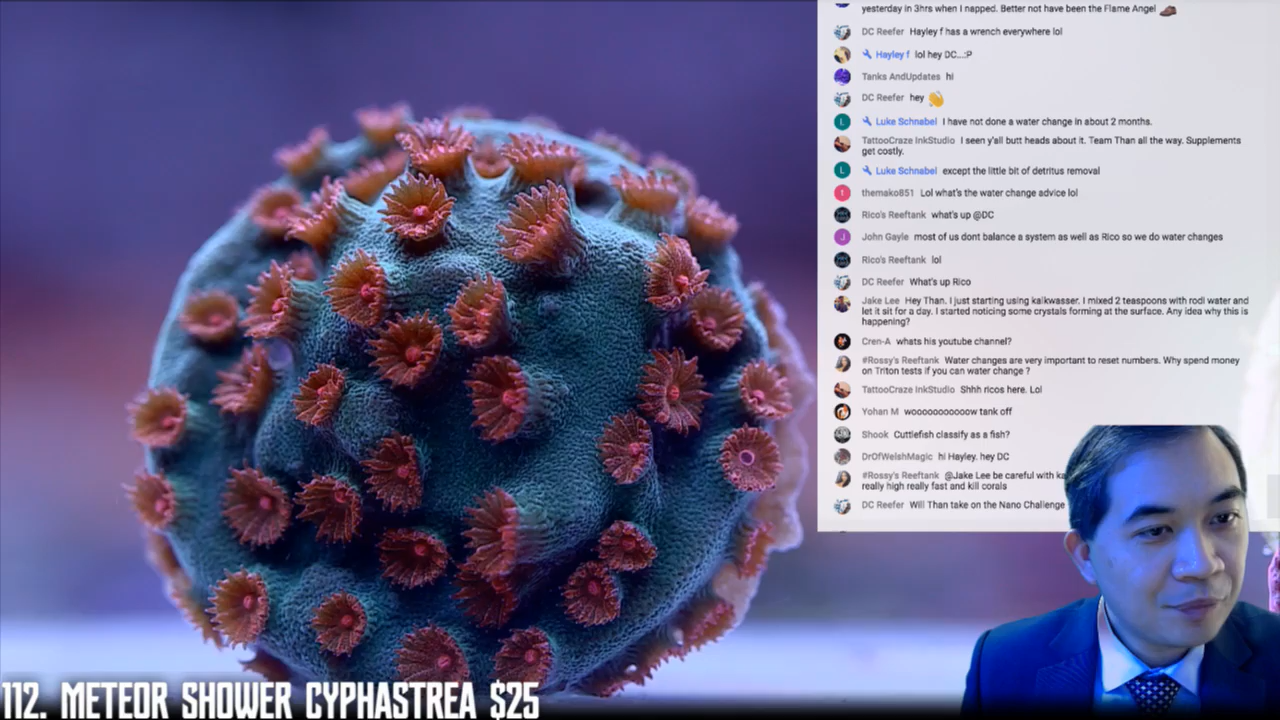 yesterday in 3hrs when I napped. Better not have been the Flame Angel
DC Reefer Hayley f has a wrench everywhere lol
Hayley f lol hey DC...:P
Tanks AndUpdates hi
DC Reefer hey
L Luke Schnabel I have not done a water change in about 2 months.
TattooCraze InkStudio I seen y'all butt heads about it. Team Than all the way. Supplements
get costly.
L Luke Schnabel except the little bit of detritus removal
t themako851 Lol what's the water change advice lol
Rico's Reeftank what's up @DC
J John Gayle most of us dont balance a system as well as Rico so we do water changes
Rico's Reeftank lol
DC Reefer What's up Rico
Jake Lee Hey Than. I just starting using kalkwasser. I mixed 2 teaspoons with rodi water and
let it sit for a day. I started noticing some crystals forming at the surface. Any idea why this is
happening?
Cren-A whats his youtube channel?
#Rossy's Reeftank Water changes are very important to reset numbers. Why spend money
on Triton tests if you can water change ?
TattooCraze InkStudio Shhh ricos here. Lol
Yohan M woooooooooow tank off
Shook Cuttlefish classify as a fish?
DrOfWelshMagic hi Hayley. hey DC
#Rossy's Reeftank @Jake Lee be careful with
really high really fast and kill corals
DC Reefer Will Than take on the Nano Challenge
112. METEOR SHOWER CYPHASTREA $25